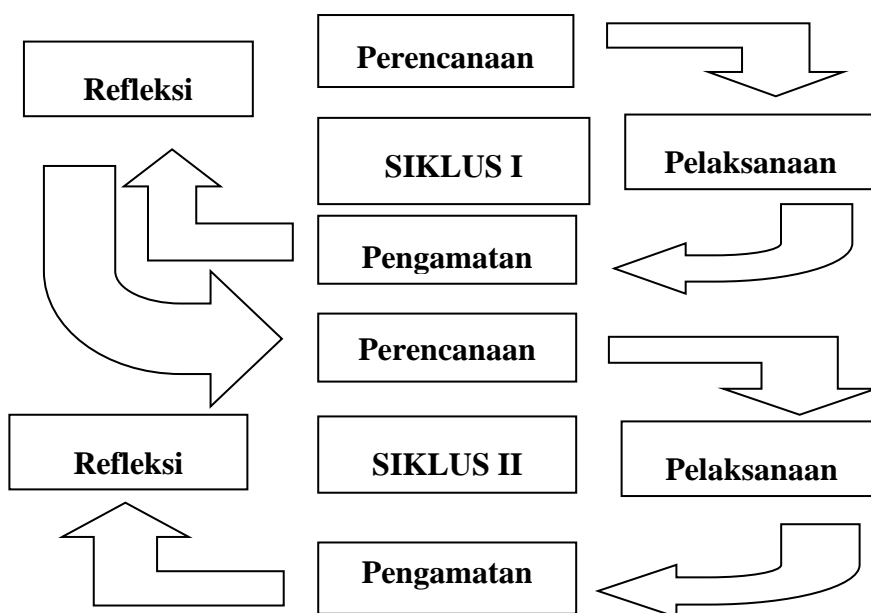 Perencanaan
Refleksi
SIKLUS I
Pelaksanaan
Pengamatan
Perencanaan
Refleksi
SIKLUS II
Pelaksanaan
Pengamatan